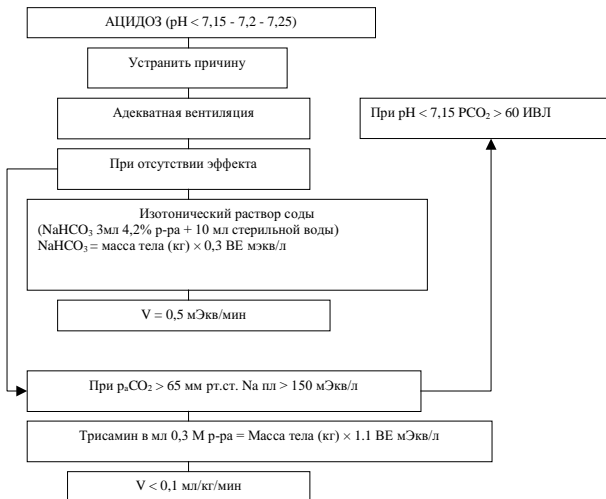 АЦИДОЗ (pH < 7,15 - 7,2 - 7,25)
Устранить причину
Адекватная вентиляция
При pH < 7,15 PCO₂ > 60 ИВЛ
При отсутствии эффекта
Изотонический раствор соды
(NaHCO₃ 3мл 4,2% р-ра + 10 мл стерильной воды)
NaHCO₃ = масса тела (кг) × 0,3 BE мэкв/л
V = 0,5 мЭкв/мин
При pₐCO₂ > 65 мм рт.ст. Na пл > 150 мЭкв/л
Трисамин в мл 0,3 М р-ра = Масса тела (кг) × 1.1 BE мЭкв/л
V < 0,1 мл/кг/мин